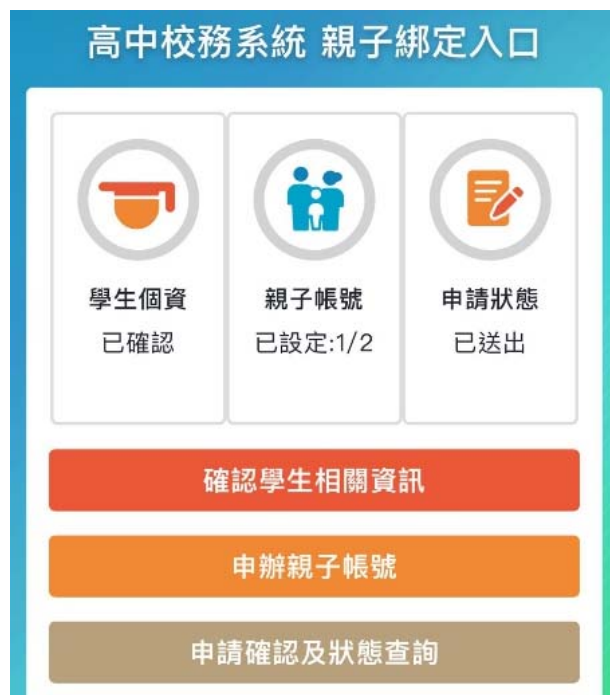 高中校務系統 親子綁定入口
學生個資
已確認
親子帳號
已設定:1/2
申請狀態
已送出
確認學生相關資訊
申辦親子帳號
申請確認及狀態查詢